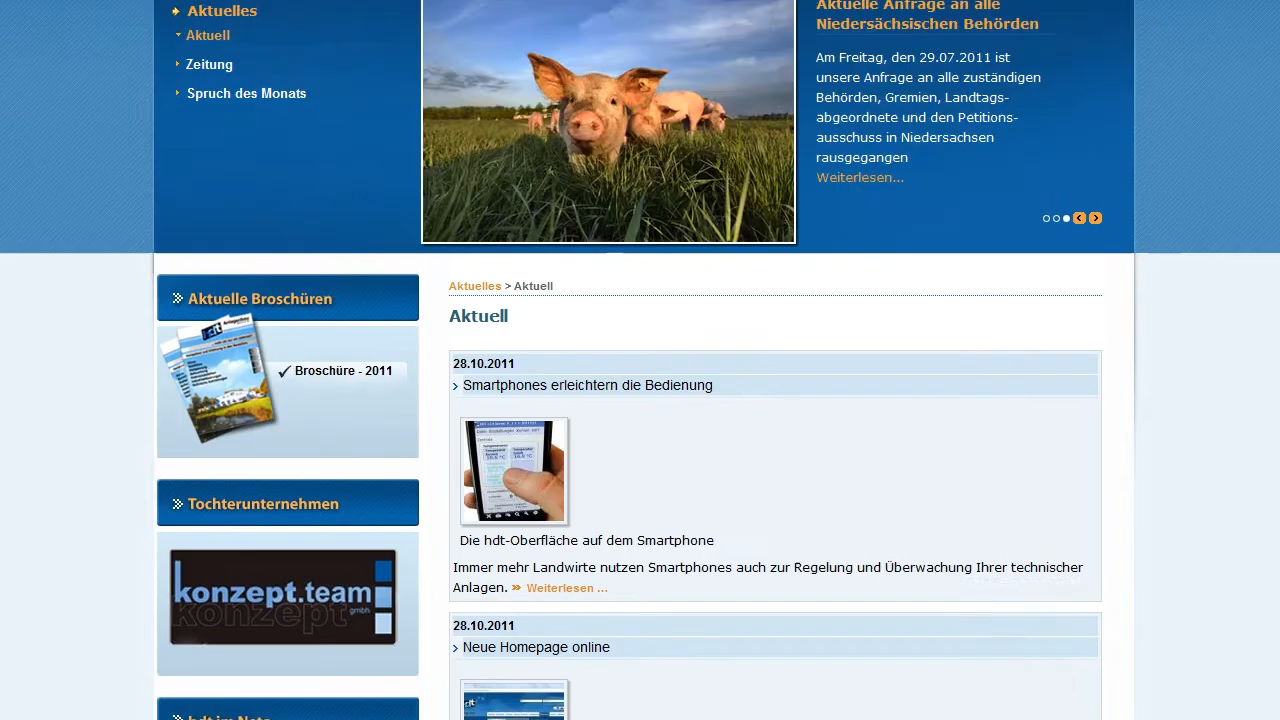 Aktuelles
Aktuell
Zeitung
Spruch des Monats
Aktuelle Anfrage an alle
Niedersächsischen Behörden
Am Freitag, den 29.07.2011 ist
unsere Anfrage an alle zuständigen
Behörden, Gremien, Landtags-
abgeordnete und den Petitions-
ausschuss in Niedersachsen
rausgegangen
Weiterlesen...
Aktuelle Broschüren
Broschüre - 2011
Tochterunternehmen
konzept.team
gmbh
konzept
hdt im Netz
Aktuelles > Aktuell
Aktuell
28.10.2011
Smartphones erleichtern die Bedienung
Die hdt-Oberfläche auf dem Smartphone
Immer mehr Landwirte nutzen Smartphones auch zur Regelung und Überwachung Ihrer technischer
Anlagen. Weiterlesen ...
28.10.2011
Neue Homepage online